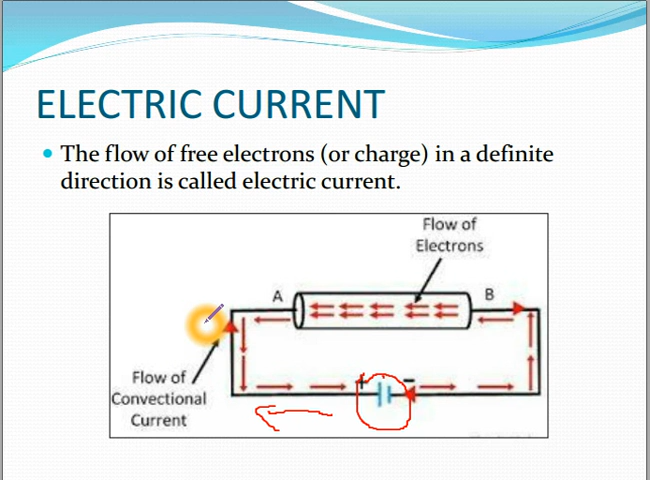 ELECTRIC CURRENT
The flow of free electrons (or charge) in a definite
direction is called electric current.
Flow of
Electrons
A
B
+
−
Flow of
Convectional
Current